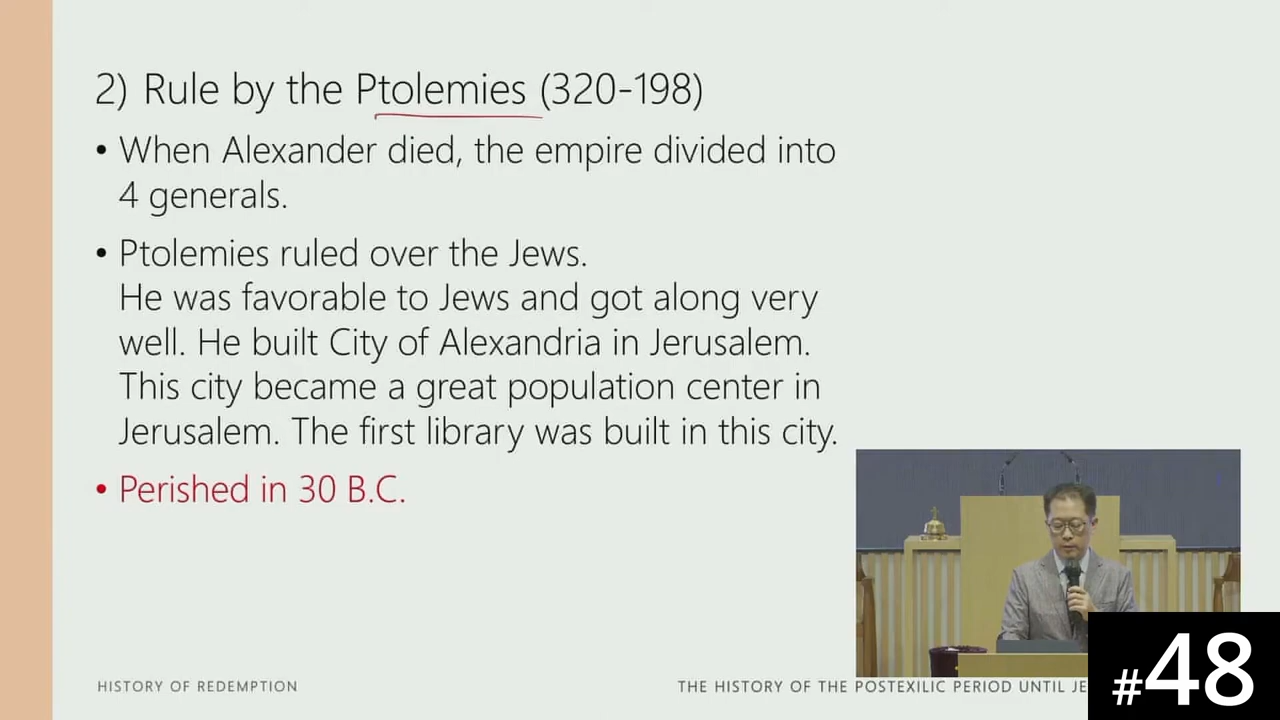 2) Rule by the Ptolemies (320-198)
• When Alexander died, the empire divided into
4 generals.
• Ptolemies ruled over the Jews.
He was favorable to Jews and got along very
well. He built City of Alexandria in Jerusalem.
This city became a great population center in
Jerusalem. The first library was built in this city.
• Perished in 30 B.C.
HISTORY OF REDEMPTION
THE HISTORY OF THE POSTEXILIC PERIOD UNTIL JE
#48